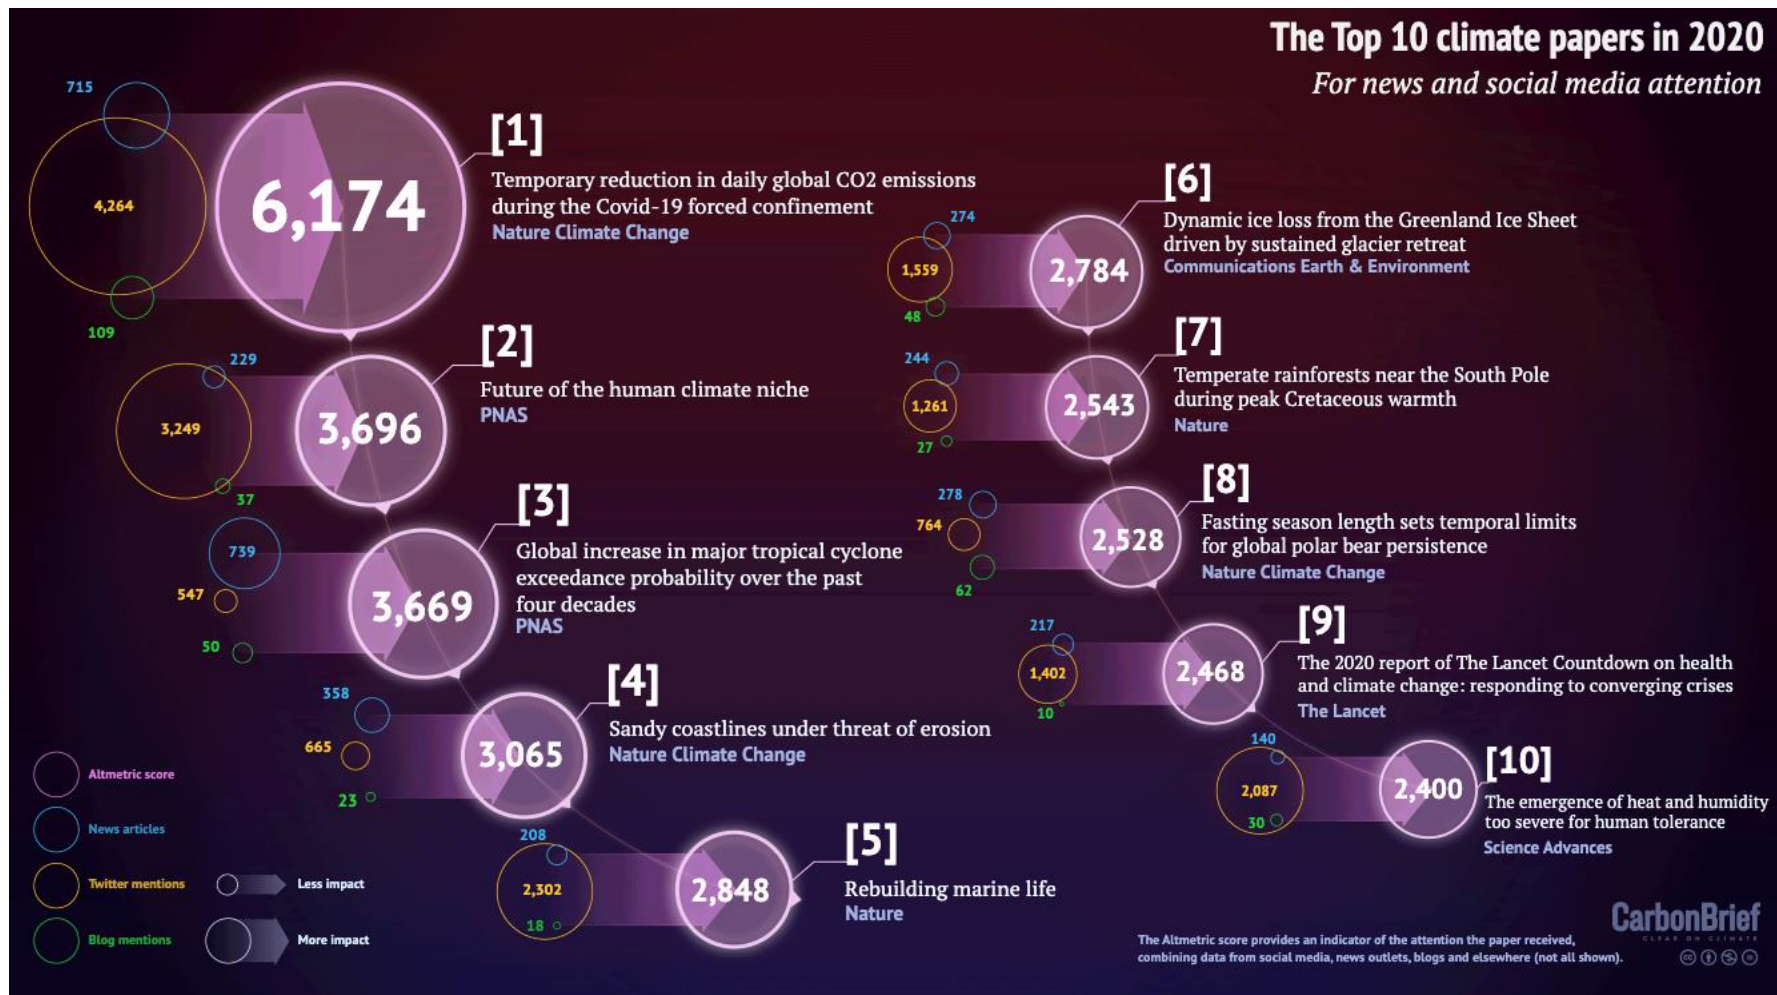 The Top 10 climate papers in 2020
For news and social media attention
715
4,264
109
6,174
[1]
Temporary reduction in daily global CO2 emissions
during the Covid-19 forced confinement
Nature Climate Change
229
3,249
37
3,696
[2]
Future of the human climate niche
PNAS
739
547
50
3,669
[3]
Global increase in major tropical cyclone
exceedance probability over the past
four decades
PNAS
358
665
23
3,065
[4]
Sandy coastlines under threat of erosion
Nature Climate Change
208
2,302
18
2,848
[5]
Rebuilding marine life
Nature
274
1,559
48
2,784
[6]
Dynamic ice loss from the Greenland Ice Sheet
driven by sustained glacier retreat
Communications Earth & Environment
244
1,261
27
2,543
[7]
Temperate rainforests near the South Pole
during peak Cretaceous warmth
Nature
278
764
62
2,528
[8]
Fasting season length sets temporal limits
for global polar bear persistence
Nature Climate Change
217
1,402
10
2,468
[9]
The 2020 report of The Lancet Countdown on health
and climate change: responding to converging crises
The Lancet
140
2,087
30
2,400
[10]
The emergence of heat and humidity
too severe for human tolerance
Science Advances
Altmetric score
News articles
Twitter mentions
Blog mentions
Less impact
More impact
The Altmetric score provides an indicator of the attention the paper received,
combining data from social media, news outlets, blogs and elsewhere (not all shown).
CarbonBrief
CLEAR ON CLIMATE